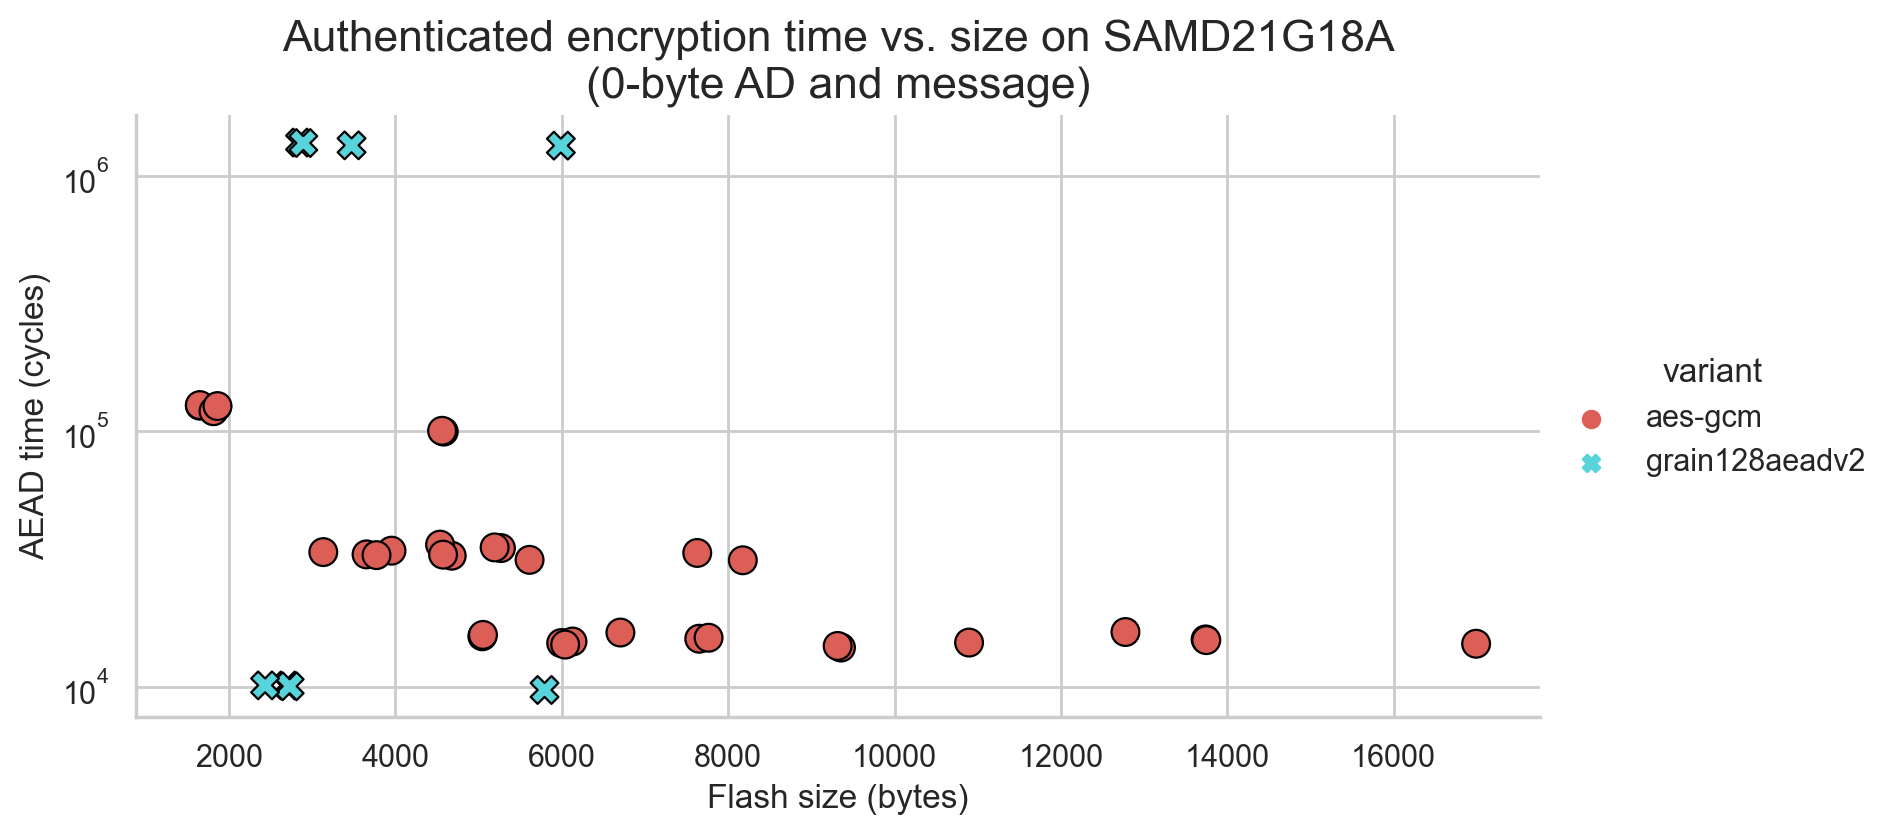 Authenticated encryption time vs. size on SAMD21G18A
(0-byte AD and message)
AEAD time (cycles)
10^6
10^5
10^4
2000 4000 6000 8000 10000 12000 14000 16000
Flash size (bytes)
variant
aes-gcm
grain128aeadv2